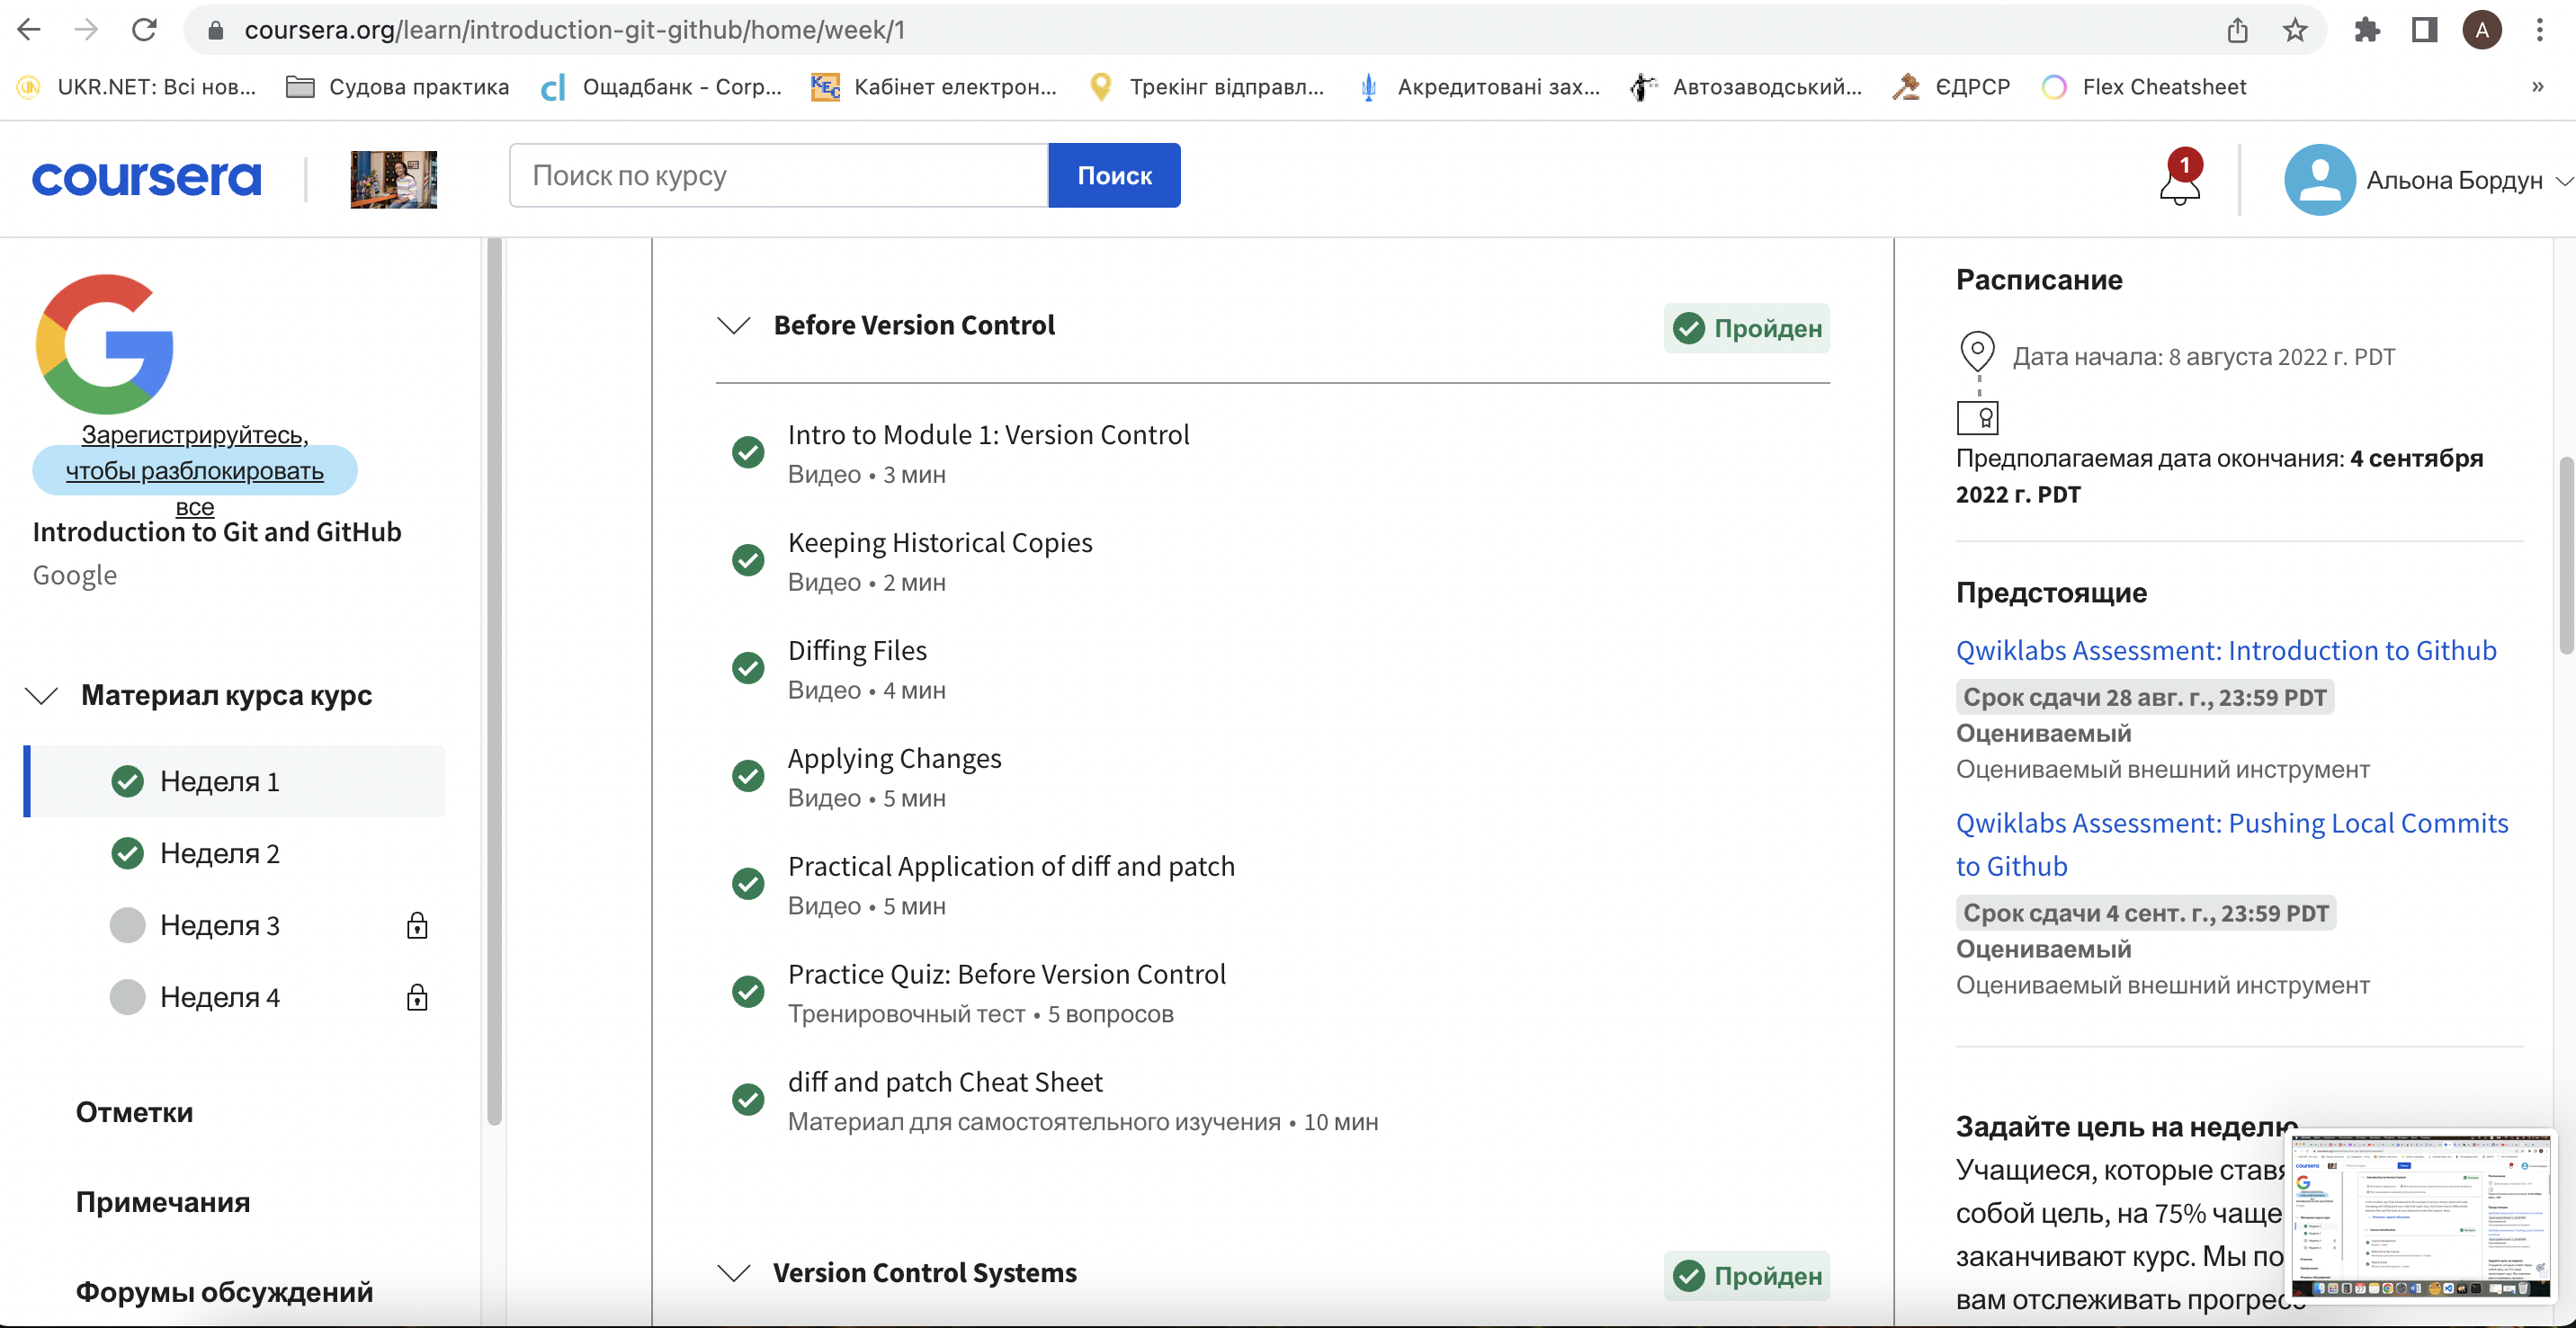 coursera.org/learn/introduction-git-github/home/week/1
A
UKR.NET: Всі нов...
Судова практика
Ощадбанк - Corp...
Кабінет електрон...
Трекінг відправл...
Акредитовані зах...
Автозаводський...
ЄДРСР
Flex Cheatsheet
»
coursera
Поиск по курсу
Поиск
1
Альона Бордун
Зарегистрируйтесь,
чтобы разблокировать
все
Introduction to Git and GitHub
Google
Материал курса курс
Неделя 1
Неделя 2
Неделя 3
Неделя 4
Отметки
Примечания
Форумы обсуждений
Before Version Control
Пройден
Intro to Module 1: Version Control
Видео • 3 мин
Keeping Historical Copies
Видео • 2 мин
Diffing Files
Видео • 4 мин
Applying Changes
Видео • 5 мин
Practical Application of diff and patch
Видео • 5 мин
Practice Quiz: Before Version Control
Тренировочный тест • 5 вопросов
diff and patch Cheat Sheet
Материал для самостоятельного изучения • 10 мин
Version Control Systems
Пройден
Расписание
Дата начала: 8 августа 2022 г. PDT
Предполагаемая дата окончания: 4 сентября
2022 г. PDT
Предстоящие
Qwiklabs Assessment: Introduction to Github
Срок сдачи 28 авг. г., 23:59 PDT
Оцениваемый
Оцениваемый внешний инструмент
Qwiklabs Assessment: Pushing Local Commits
to Github
Срок сдачи 4 сент. г., 23:59 PDT
Оцениваемый
Оцениваемый внешний инструмент
Задайте цель на неделю
Учащиеся, которые ставя
собой цель, на 75% чаще
заканчивают курс. Мы по
вам отслеживать прогресс
coursera